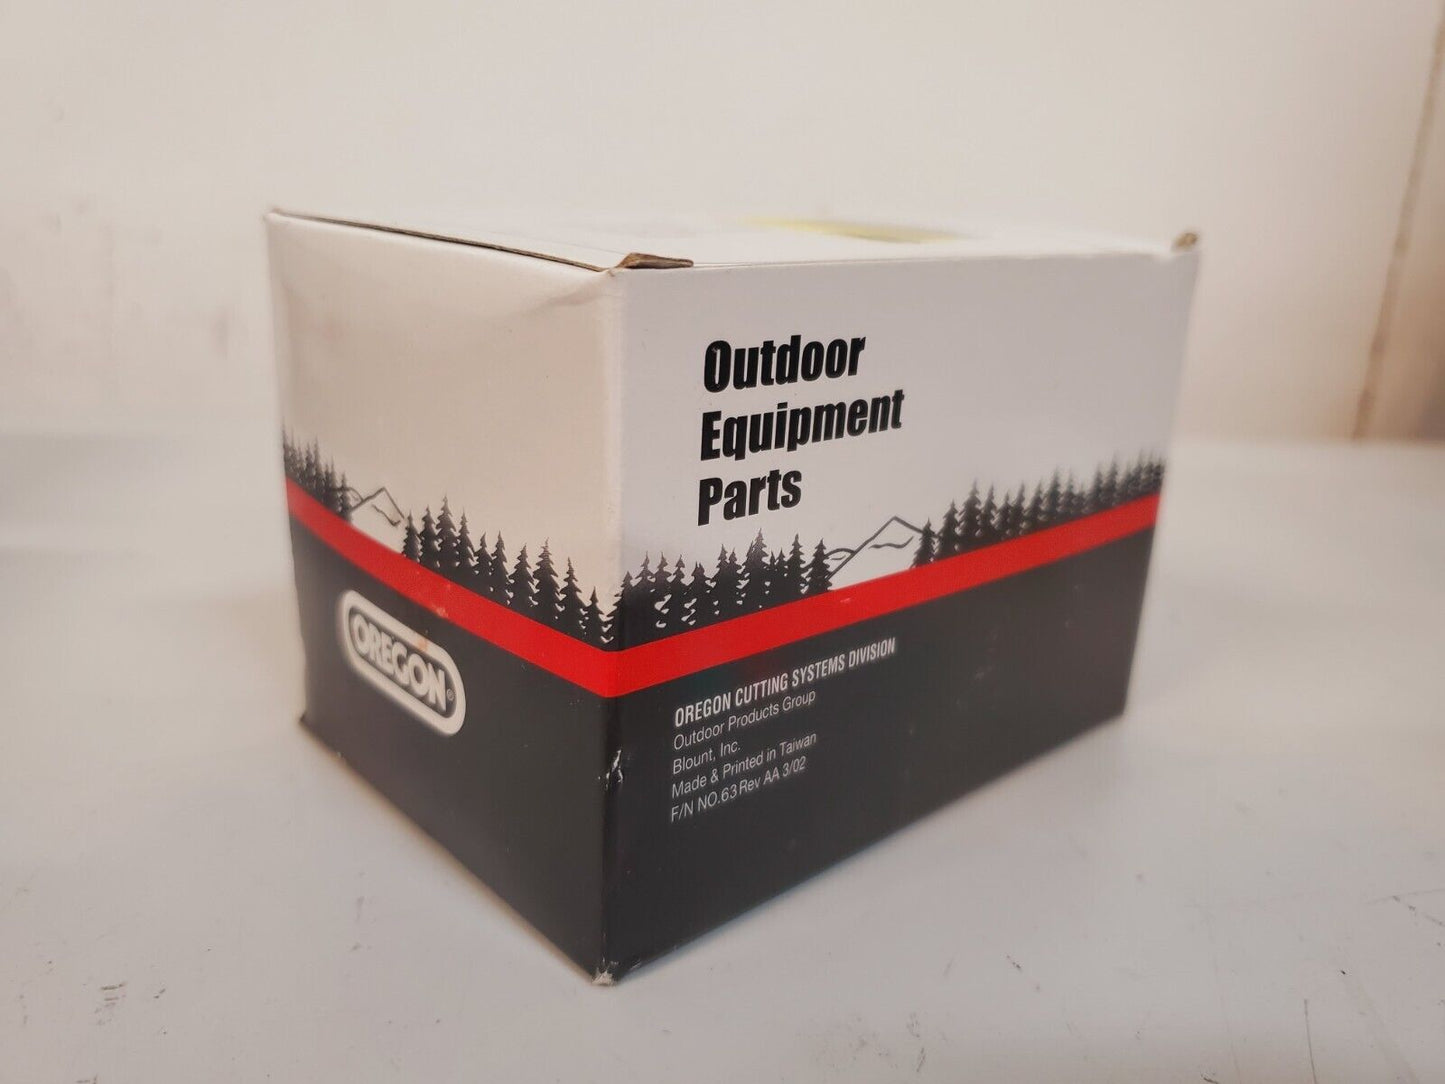 Outdoor
Equipment
Parts
OREGON®
OREGON CUTTING SYSTEMS DIVISION
Outdoor Products Group
Blount, Inc.
Made & Printed in Taiwan
F/N NO.63 Rev AA 3/02